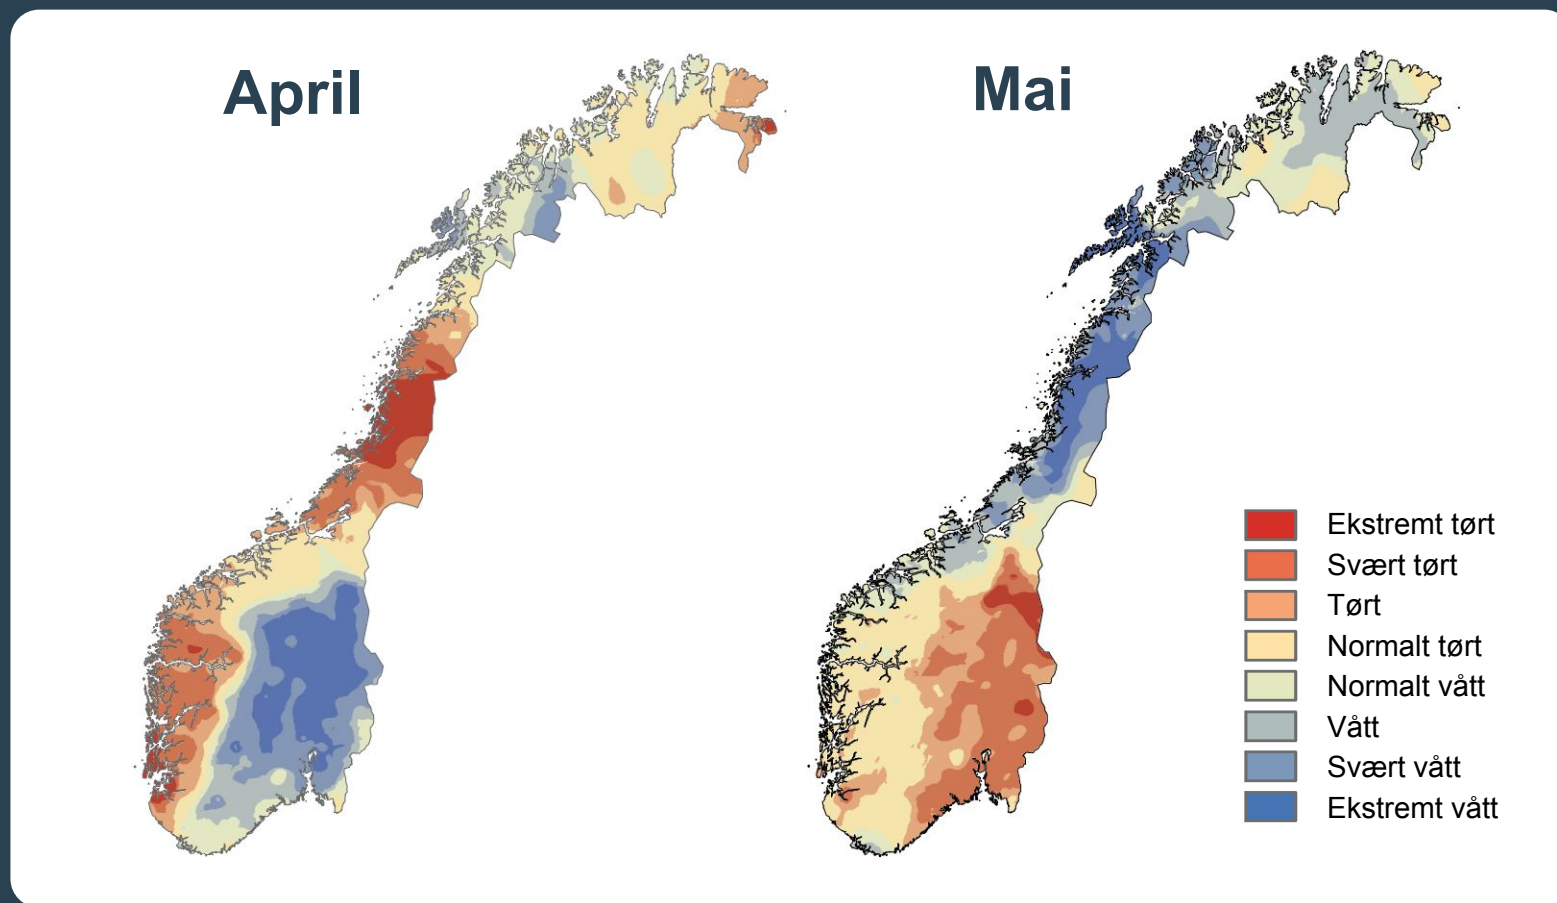 April
Mai
Ekstremt tørt
Svært tørt
Tørt
Normalt tørt
Normalt vått
Vått
Svært vått
Ekstremt vått